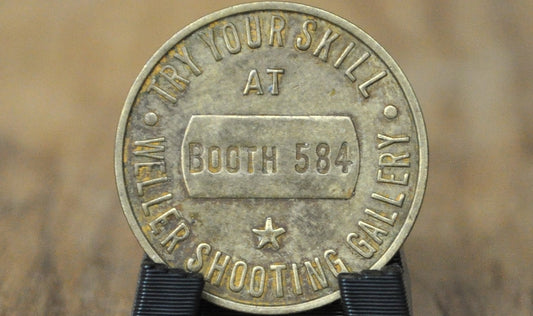 TRY YOUR SKILL
AT
BOOTH 584
WELLER SHOOTING GALLERY